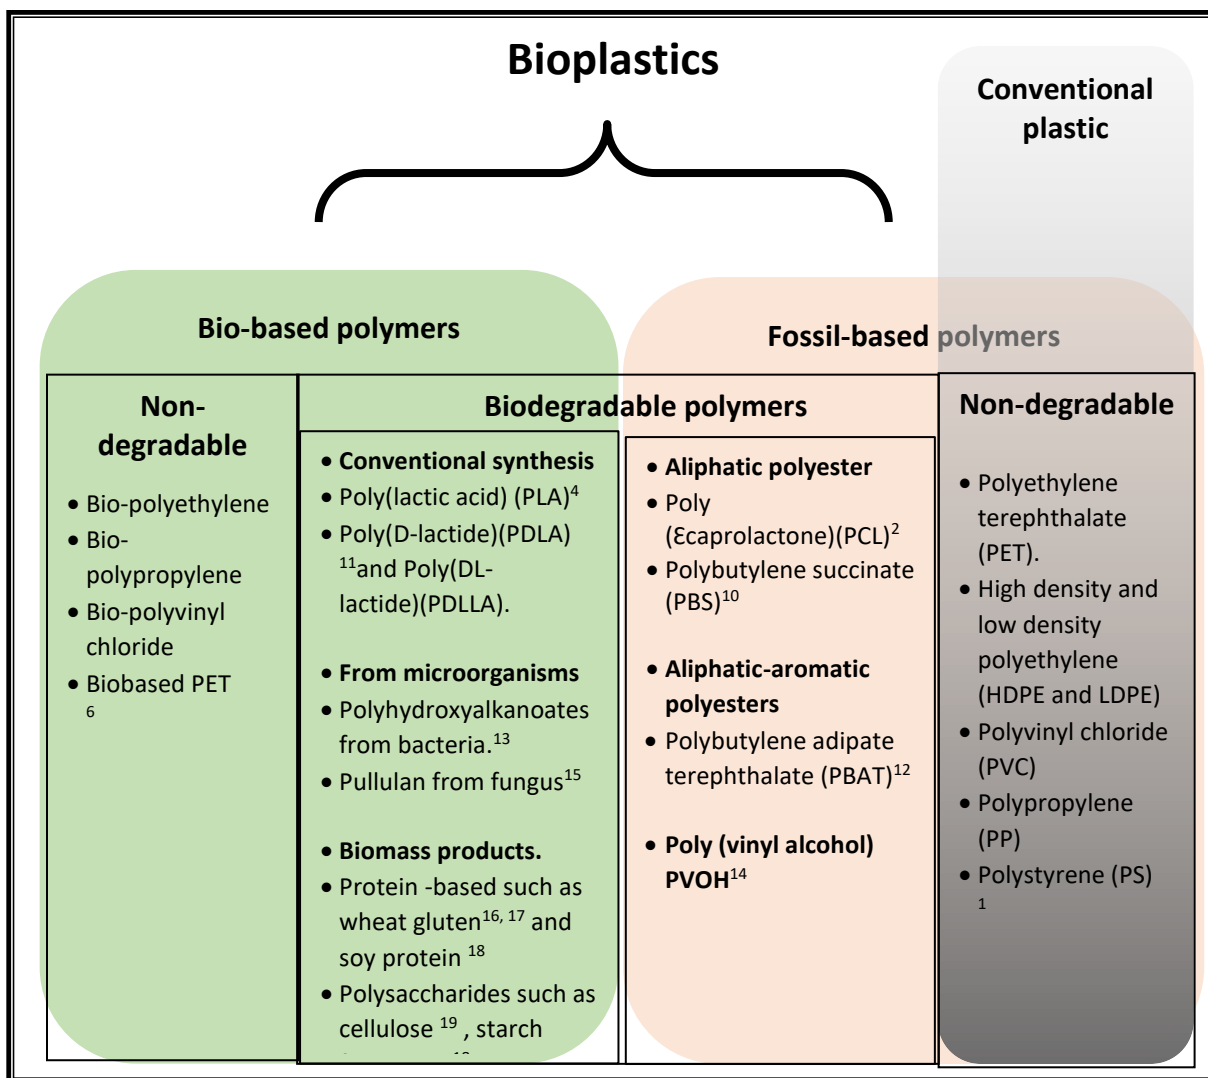 Bioplastics
Conventional
plastic
Bio-based polymers
Fossil-based polymers
Non-
degradable
• Bio-polyethylene
• Bio-
polypropylene
• Bio-polyvinyl
chloride
• Biobased PET
6
Biodegradable polymers
• Conventional synthesis
• Poly(lactic acid) (PLA)4
• Poly(D-lactide)(PDLA)
11and Poly(DL-
lactide)(PDLLA).
• From microorganisms
• Polyhydroxyalkanoates
from bacteria.13
• Pullulan from fungus15
• Biomass products.
• Protein -based such as
wheat gluten16, 17 and
soy protein 18
• Polysaccharides such as
cellulose 19 , starch
• Aliphatic polyester
• Poly
(Ɛcaprolactone)(PCL)2
• Polybutylene succinate
(PBS)10
• Aliphatic-aromatic
polyesters
• Polybutylene adipate
terephthalate (PBAT)12
• Poly (vinyl alcohol)
PVOH14
Non-degradable
• Polyethylene
terephthalate
(PET).
• High density and
low density
polyethylene
(HDPE and LDPE)
• Polyvinyl chloride
(PVC)
• Polypropylene
(PP)
• Polystyrene (PS)
1